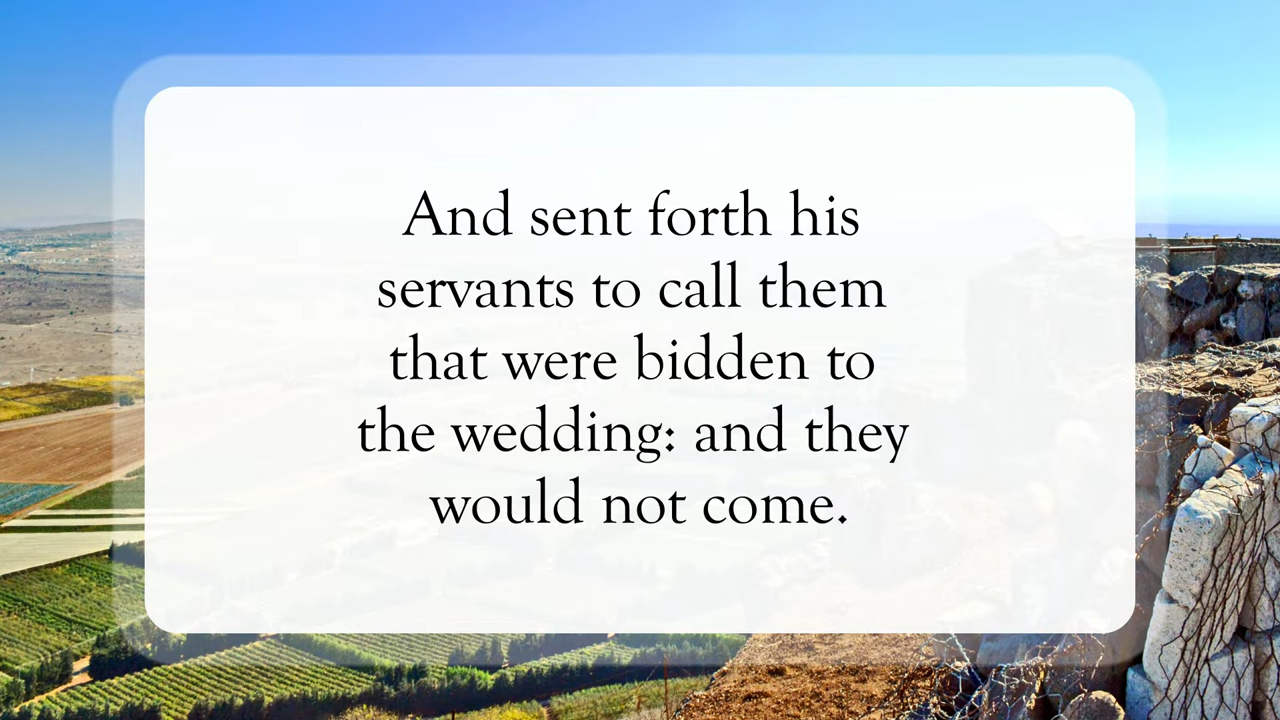 And sent forth his
servants to call them
that were bidden to
the wedding: and they
would not come.